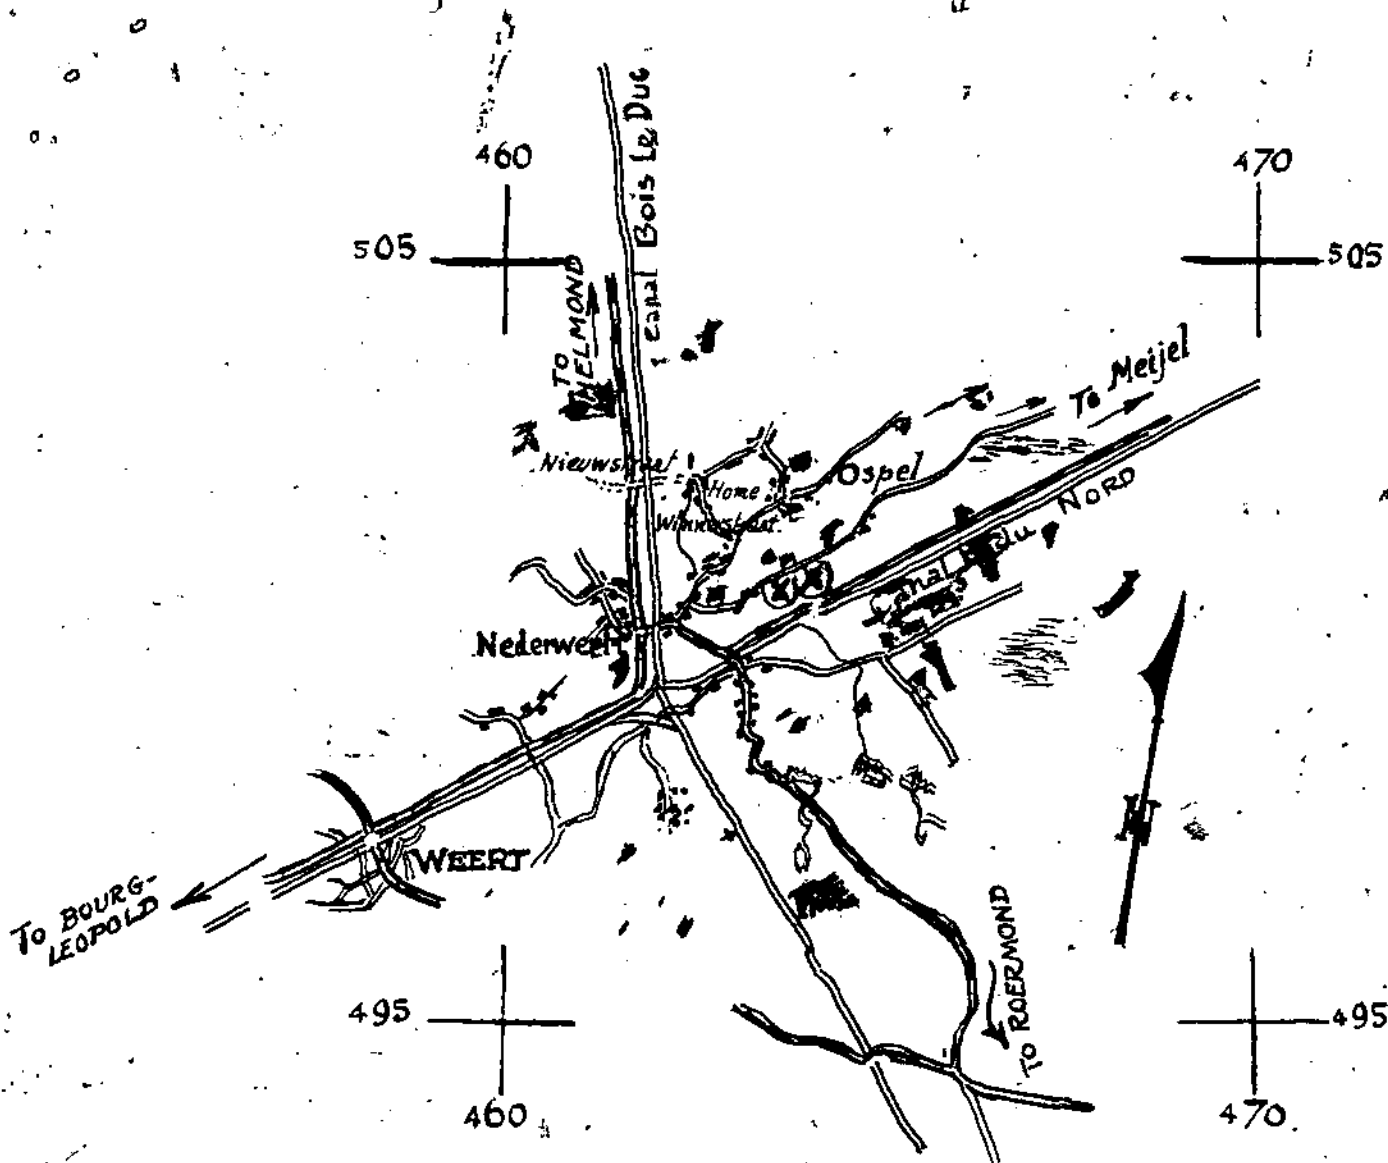 460
470
505
505
Canal Bois Le Duc
TO
HELMOND
To Meijel
Nieuwstraat
Home
Ospel
Winnerstraat.
Canal du NORD
Nederweert
N
WEERT
TO BOURG-
LEOPOLD
TO ROERMOND
495
495
460
470.